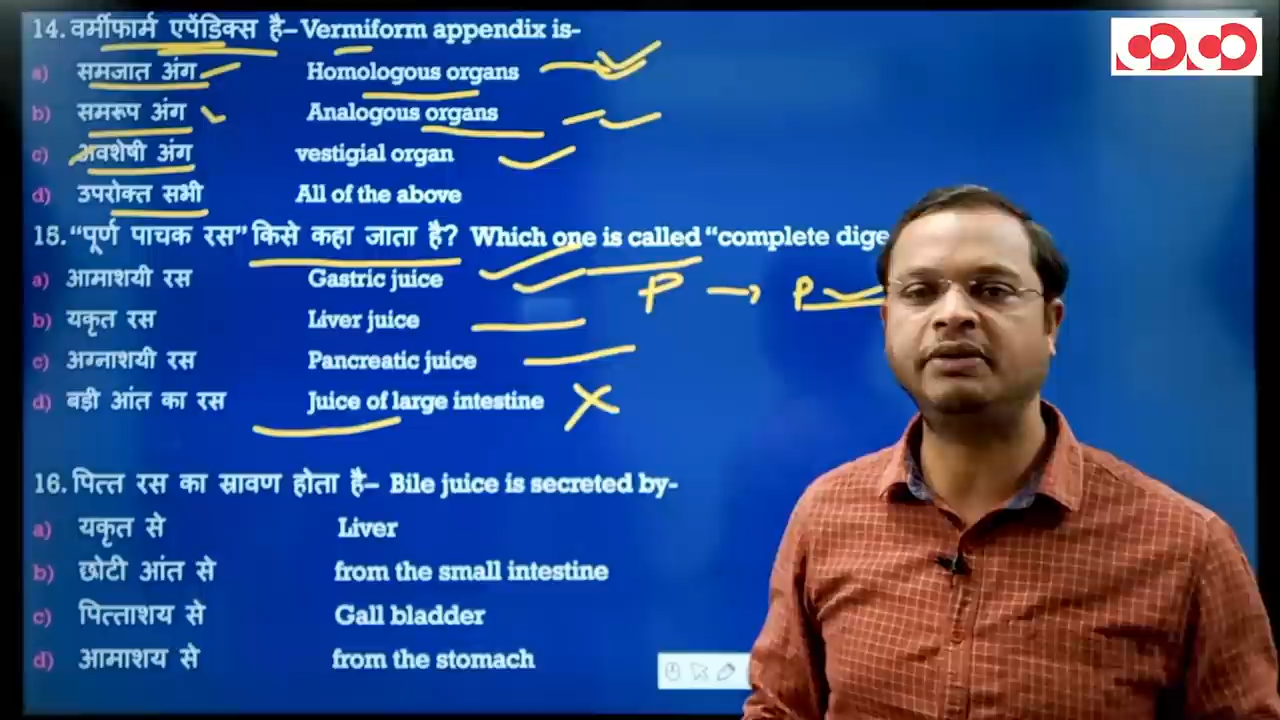 14. वर्मीफार्म एपेंडिक्स है– Vermiform appendix is-
a) समजात अंग Homologous organs
b) समरूप अंग Analogous organs
c) अवशेषी अंग vestigial organ
d) उपरोक्त सभी All of the above
15. “पूर्ण पाचक रस” किसे कहा जाता है? Which one is called “complete dige
a) आमाशयी रस Gastric juice
P → P
b) यकृत रस Liver juice
c) अग्नाशयी रस Pancreatic juice
d) बड़ी आंत का रस Juice of large intestine
16. पित्त रस का स्रावण होता है– Bile juice is secreted by-
a) यकृत से Liver
b) छोटी आंत से from the small intestine
c) पित्ताशय से Gall bladder
d) आमाशय से from the stomach